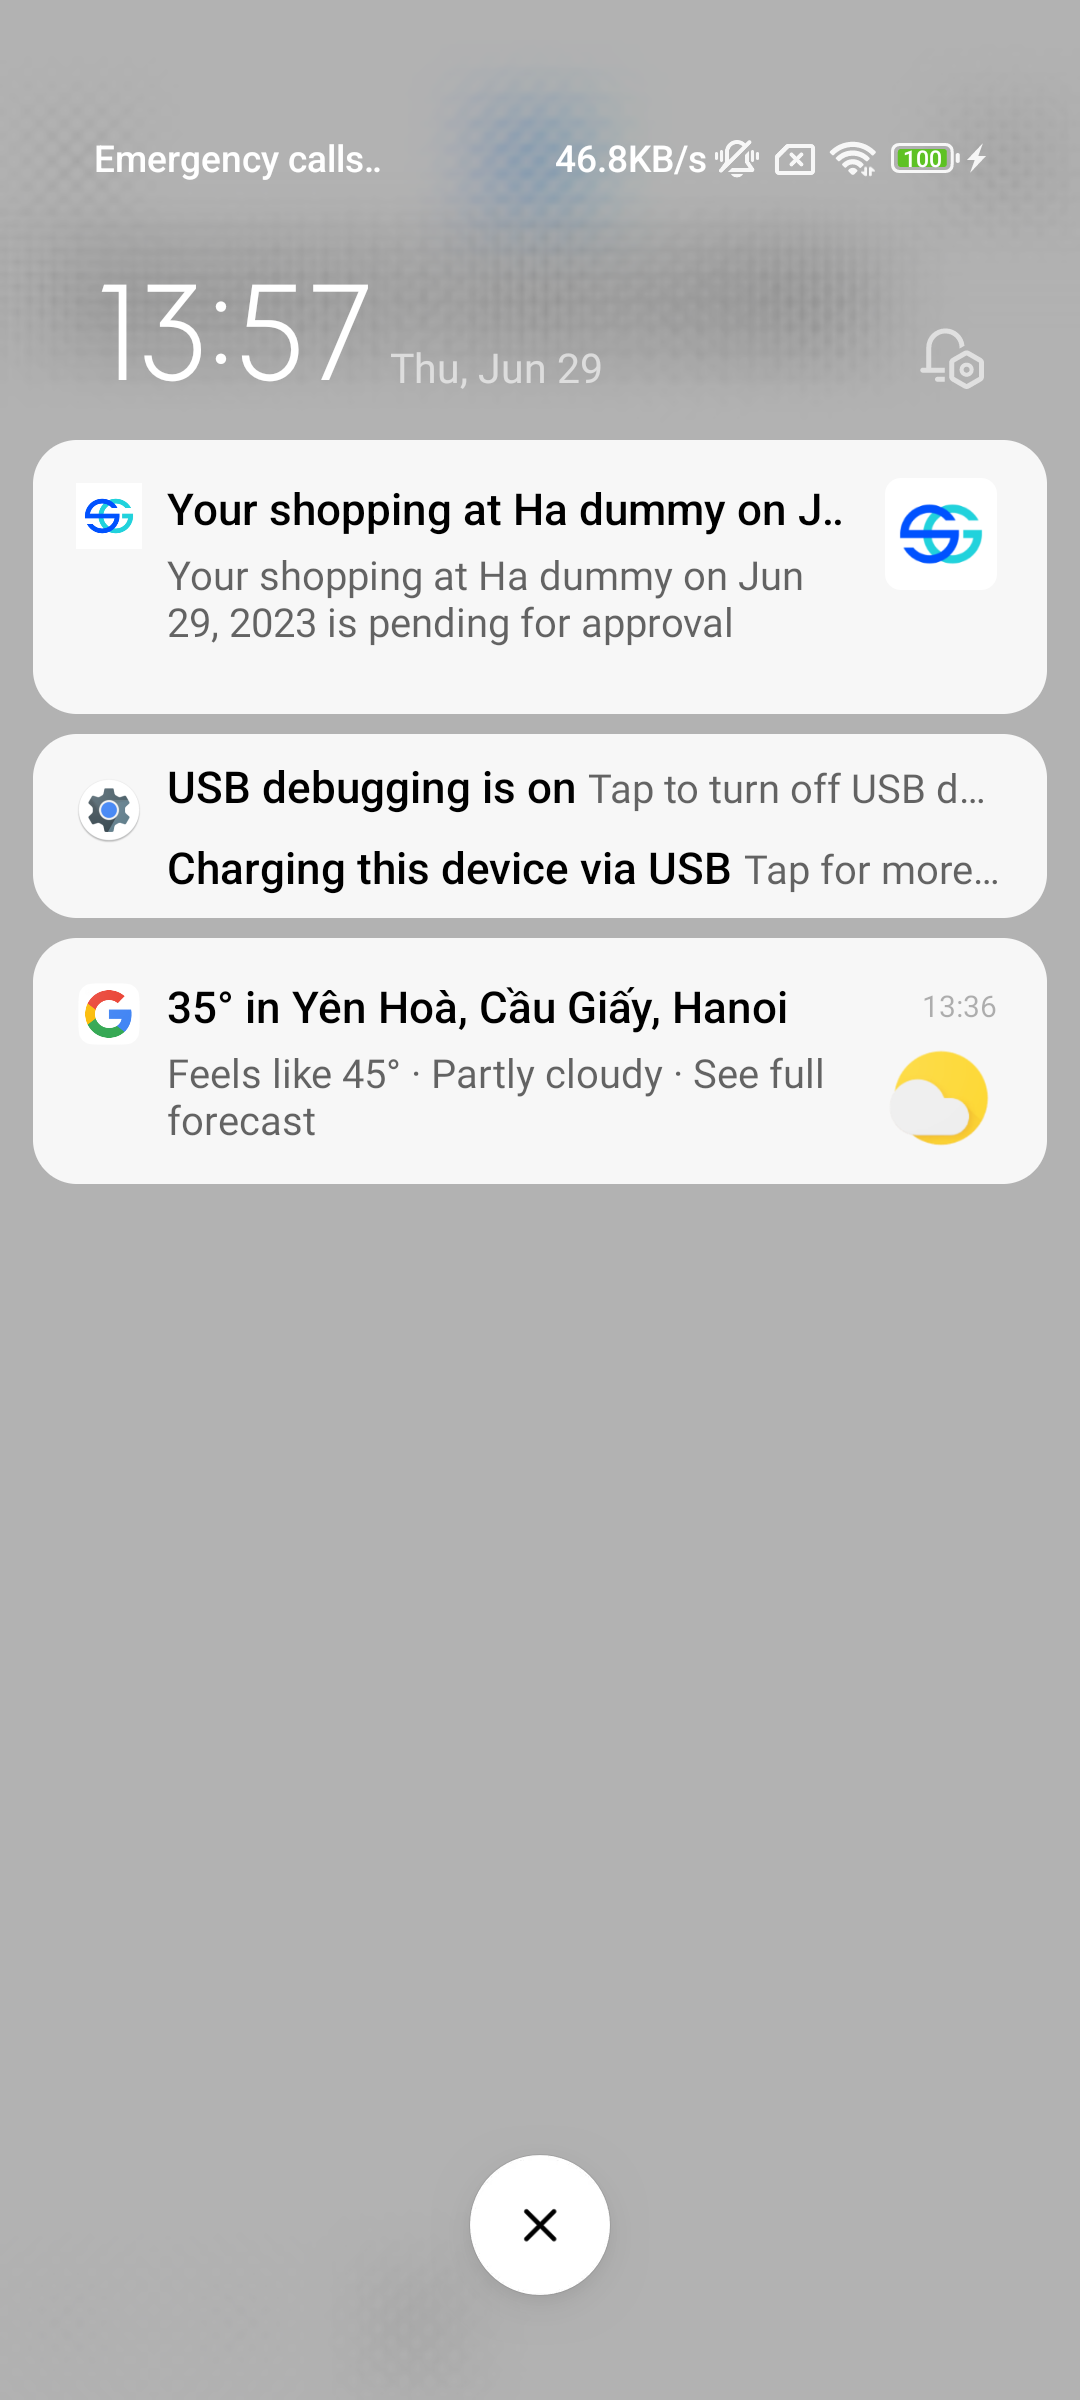 Emergency calls..
46.8KB/s
100
13:57 Thu, Jun 29
Your shopping at Ha dummy on J..
Your shopping at Ha dummy on Jun
29, 2023 is pending for approval
USB debugging is on Tap to turn off USB d...
Charging this device via USB Tap for more...
35° in Yên Hoà, Cầu Giấy, Hanoi
13:36
Feels like 45° · Partly cloudy · See full
forecast